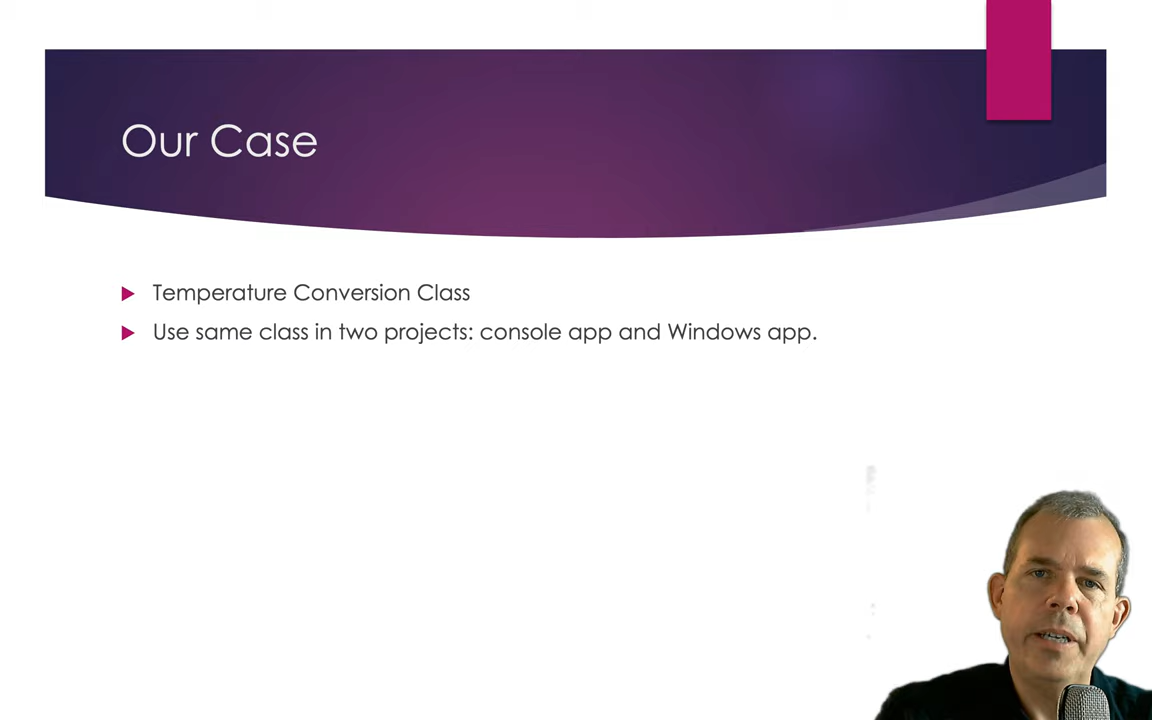 Our Case
Temperature Conversion Class
Use same class in two projects: console app and Windows app.